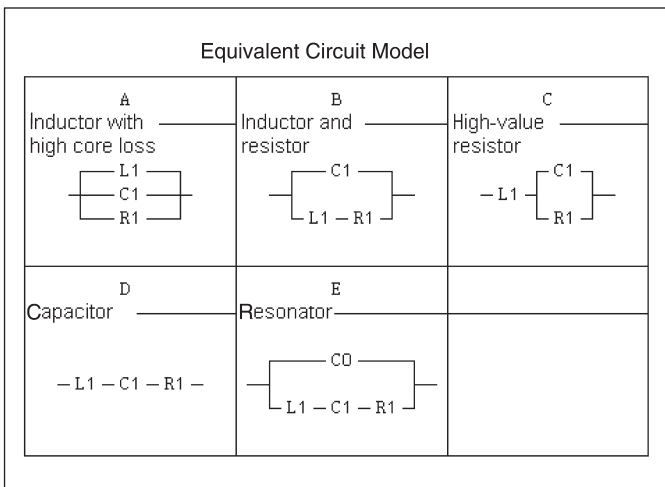 Equivalent Circuit Model
A
Inductor with
high core loss
L1
C1
R1
B
Inductor and
resistor
C1
L1 – R1
C
High-value
resistor
C1
L1
R1
D
Capacitor
L1 – C1 – R1
E
Resonator
C0
L1 – C1 – R1